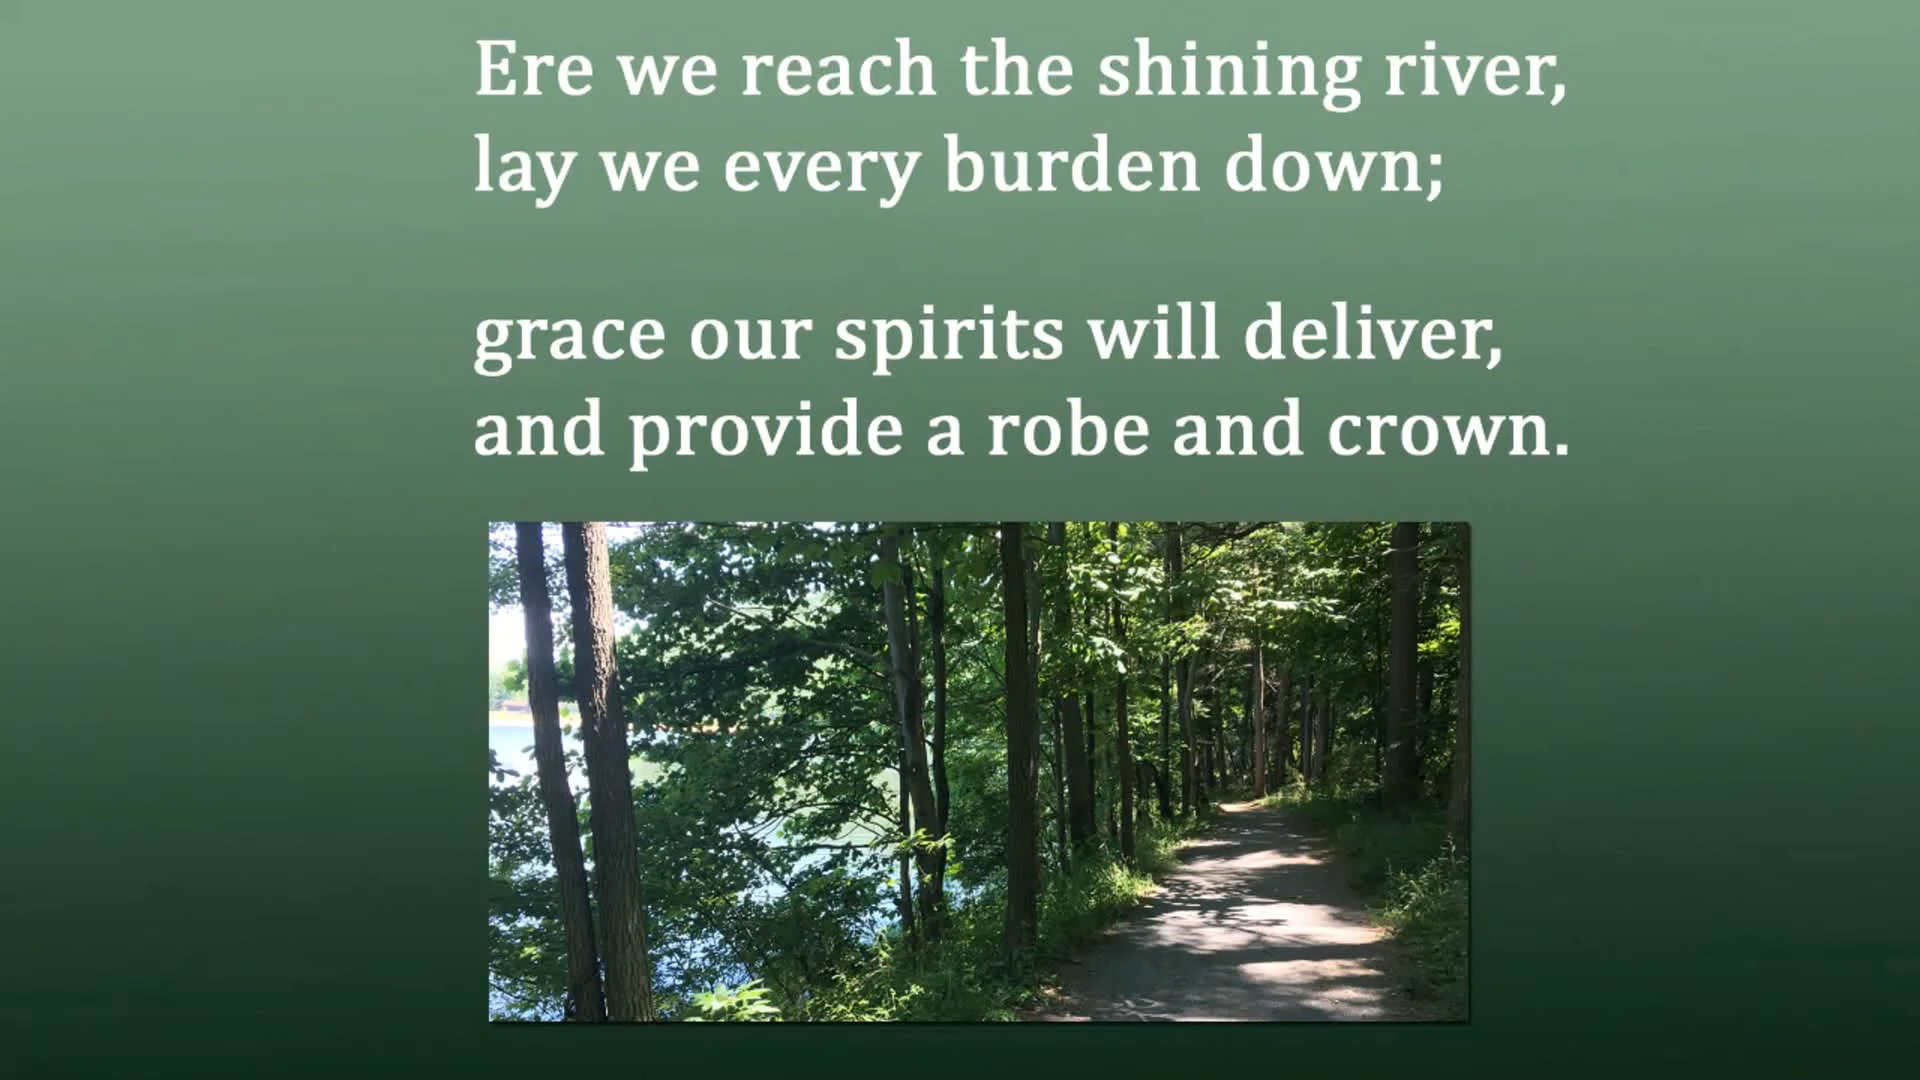 Ere we reach the shining river,
lay we every burden down;
grace our spirits will deliver,
and provide a robe and crown.